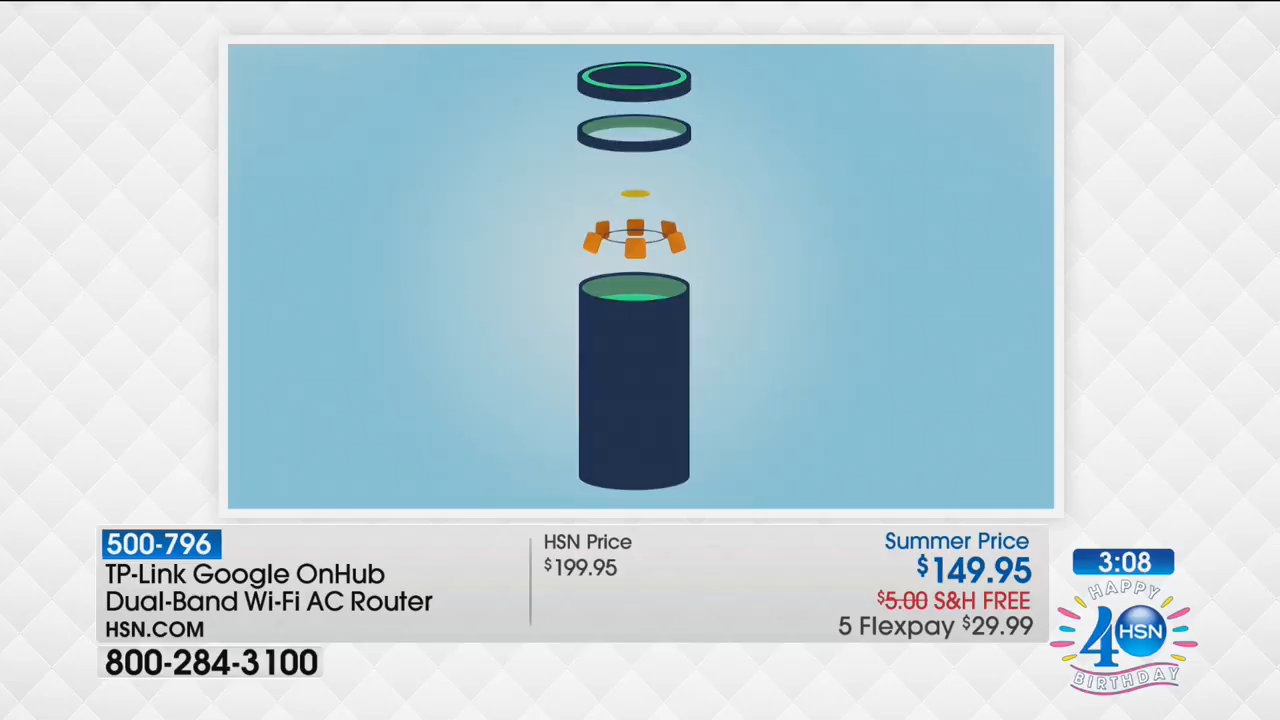 500-796
TP-Link Google OnHub
Dual-Band Wi-Fi AC Router
HSN.COM
800-284-3100
HSN Price
$199.95
Summer Price
$149.95
$5.00 S&H FREE
5 Flexpay $29.99
3:08
HAPPY
40 HSN
BIRTHDAY